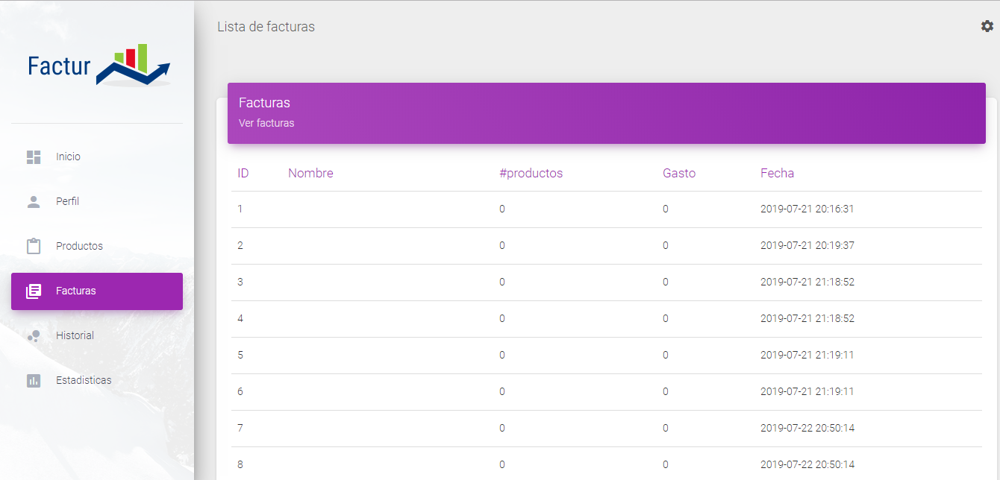 Factur
Inicio
Perfil
Productos
Facturas
Historial
Estadisticas
Lista de facturas
Facturas
Ver facturas
ID Nombre #productos Gasto Fecha
1 0 0 2019-07-21 20:16:31
2 0 0 2019-07-21 20:19:37
3 0 0 2019-07-21 21:18:52
4 0 0 2019-07-21 21:18:52
5 0 0 2019-07-21 21:19:11
6 0 0 2019-07-21 21:19:11
7 0 0 2019-07-22 20:50:14
8 0 0 2019-07-22 20:50:14